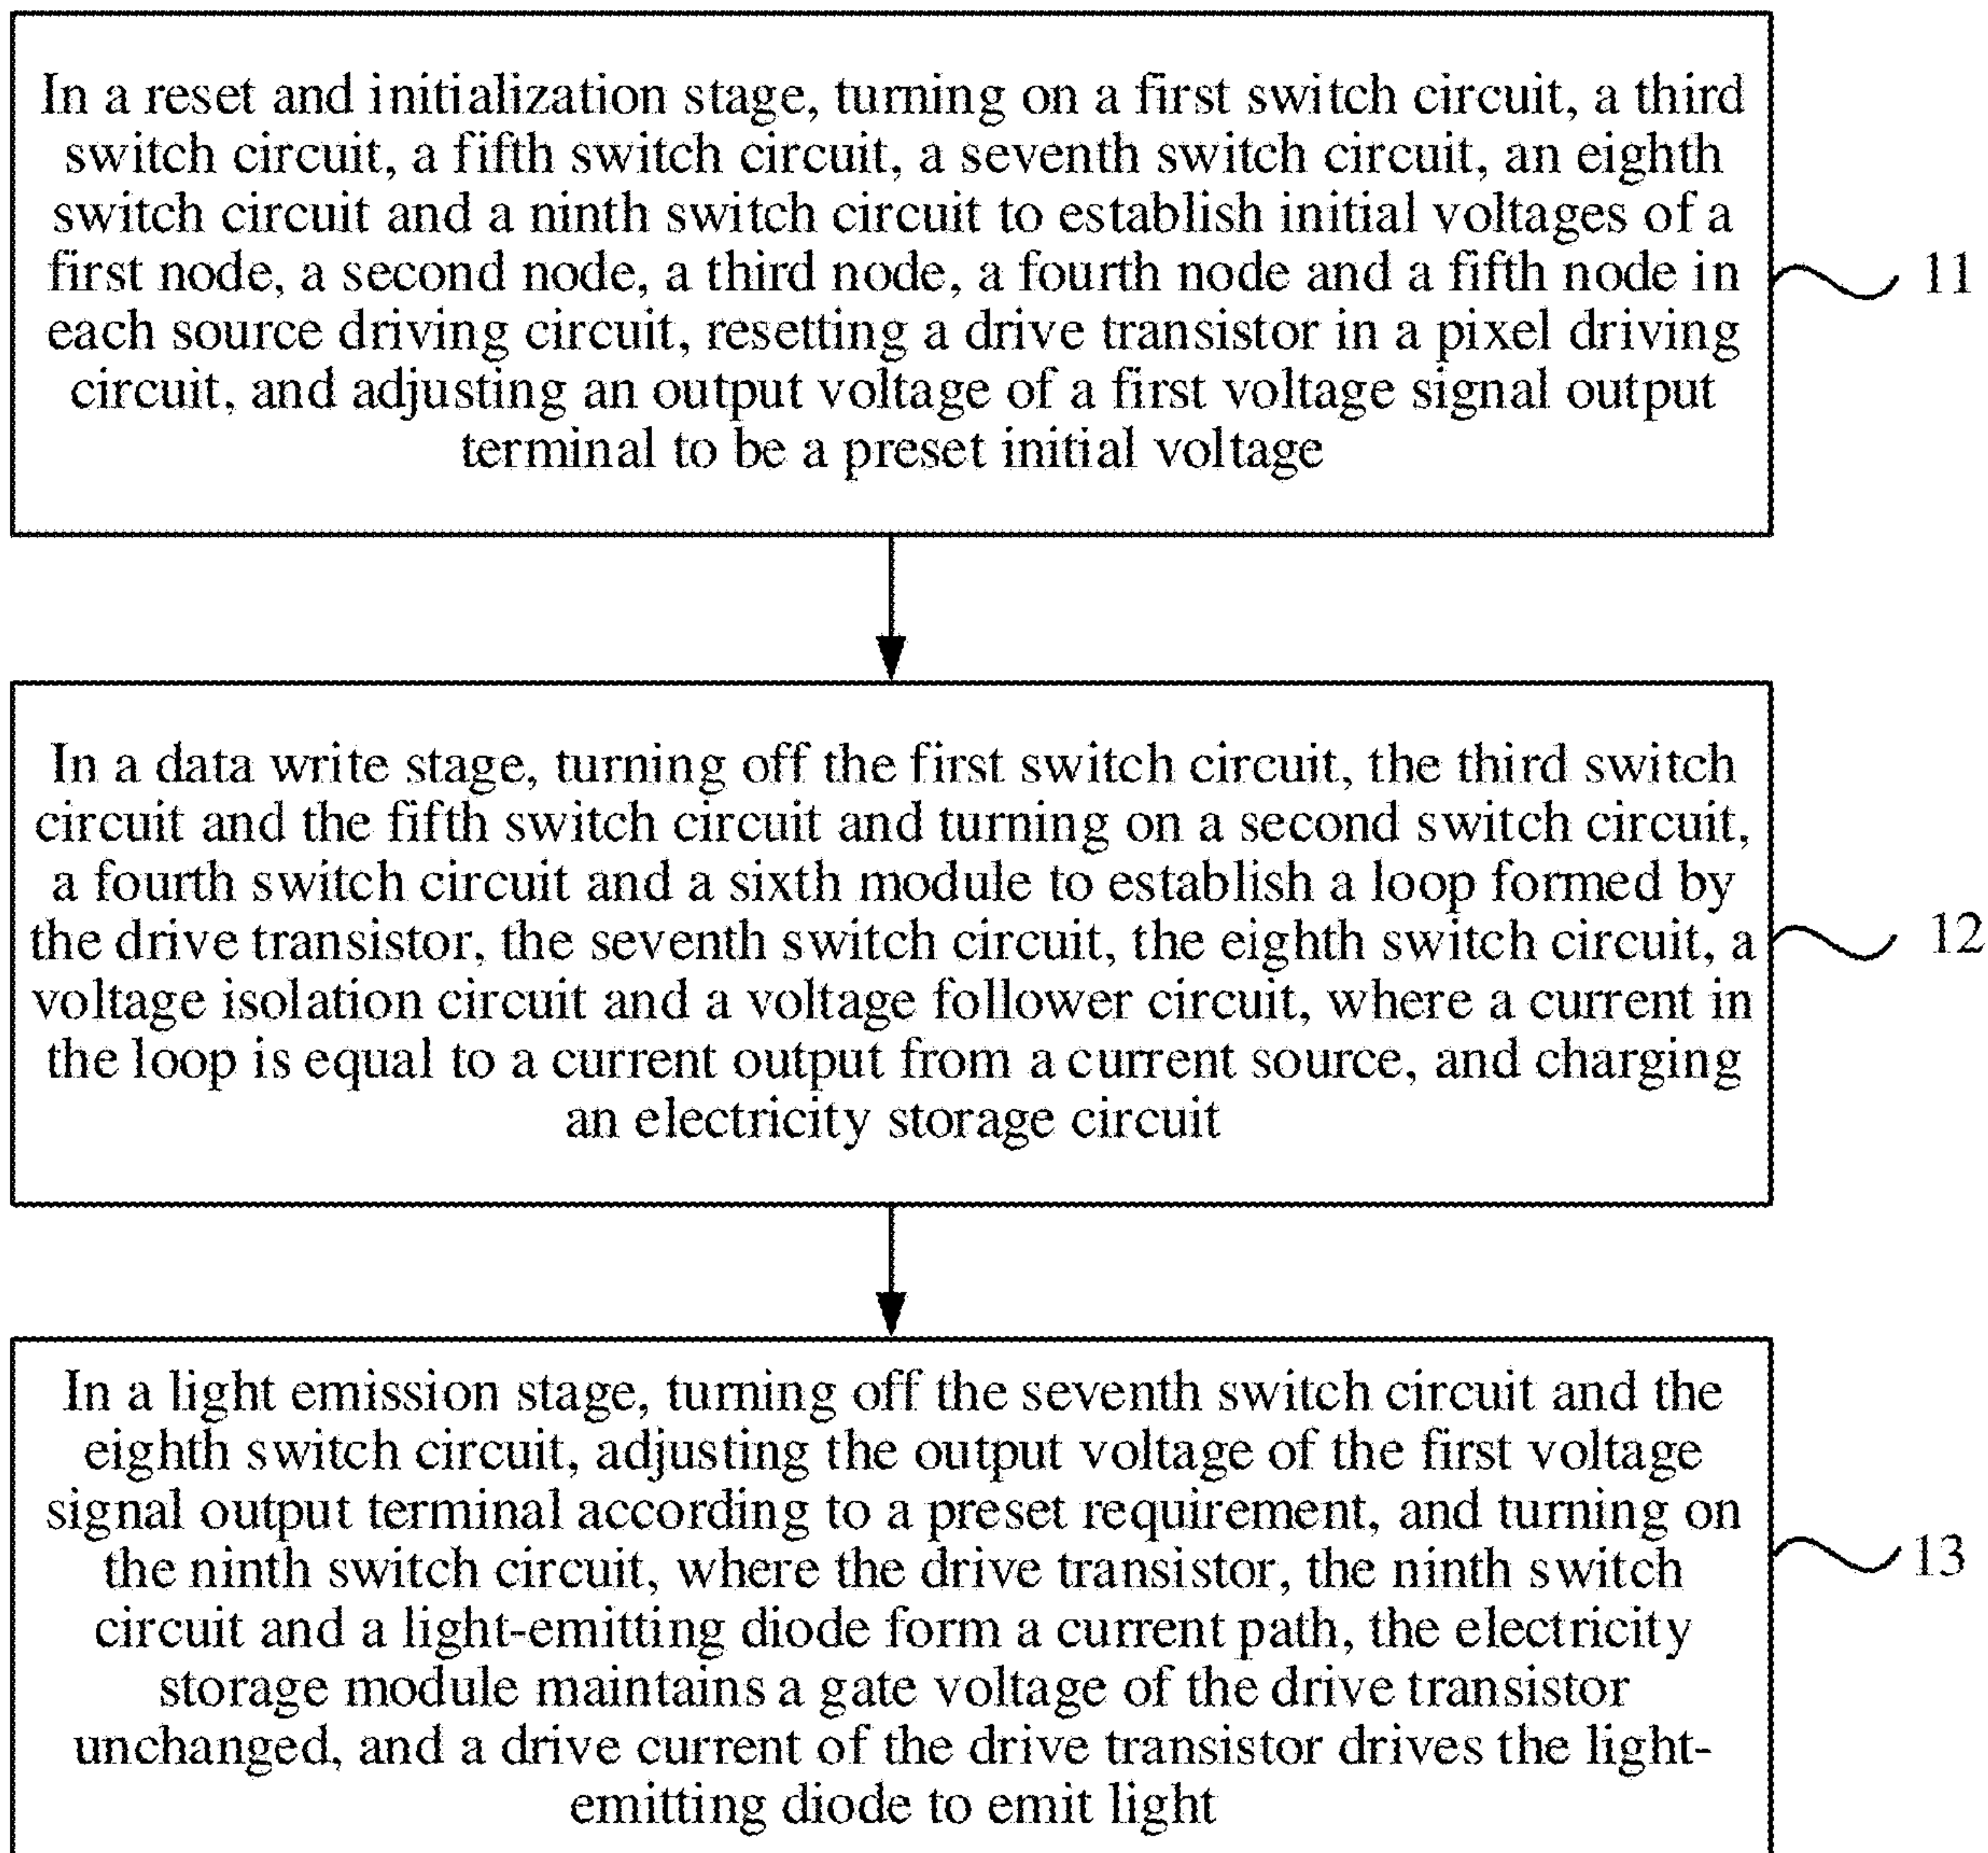 In a reset and initialization stage, turning on a first switch circuit, a third
switch circuit, a fifth switch circuit, a seventh switch circuit, an eighth
switch circuit and a ninth switch circuit to establish initial voltages of a
first node, a second node, a third node, a fourth node and a fifth node in
each source driving circuit, resetting a drive transistor in a pixel driving
circuit, and adjusting an output voltage of a first voltage signal output
terminal to be a preset initial voltage
11
In a data write stage, turning off the first switch circuit, the third switch
circuit and the fifth switch circuit and turning on a second switch circuit,
a fourth switch circuit and a sixth module to establish a loop formed by
the drive transistor, the seventh switch circuit, the eighth switch circuit, a
voltage isolation circuit and a voltage follower circuit, where a current in
the loop is equal to a current output from a current source, and charging
an electricity storage circuit
12
In a light emission stage, turning off the seventh switch circuit and the
eighth switch circuit, adjusting the output voltage of the first voltage
signal output terminal according to a preset requirement, and turning on
the ninth switch circuit, where the drive transistor, the ninth switch
circuit and a light-emitting diode form a current path, the electricity
storage module maintains a gate voltage of the drive transistor
unchanged, and a drive current of the drive transistor drives the light-
emitting diode to emit light
13